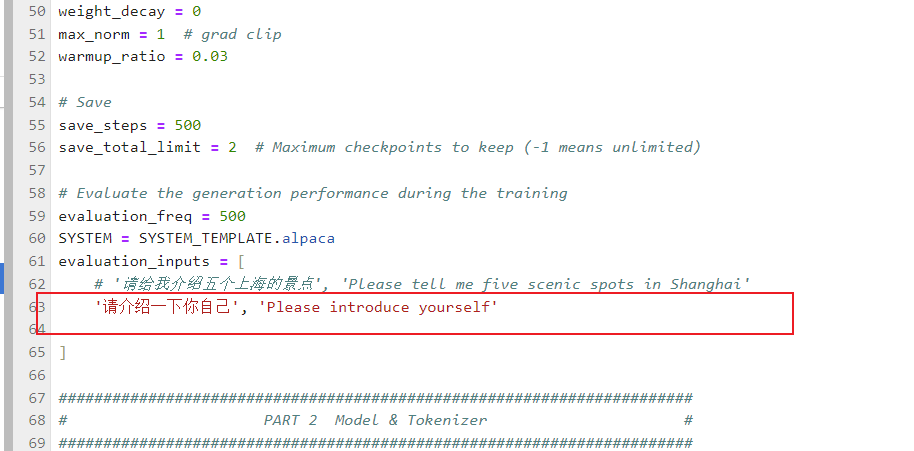 50 weight_decay = 0
51 max_norm = 1  # grad clip
52 warmup_ratio = 0.03
53
54 # Save
55 save_steps = 500
56 save_total_limit = 2  # Maximum checkpoints to keep (-1 means unlimited)
57
58 # Evaluate the generation performance during the training
59 evaluation_freq = 500
60 SYSTEM = SYSTEM_TEMPLATE.alpaca
61 evaluation_inputs = [
62     # '请给我介绍五个上海的景点', 'Please tell me five scenic spots in Shanghai'
63     '请介绍一下你自己', 'Please introduce yourself'
64
65 ]
66
67 #######################################################################
68 #                      PART 2  Model & Tokenizer                      #
69 #######################################################################